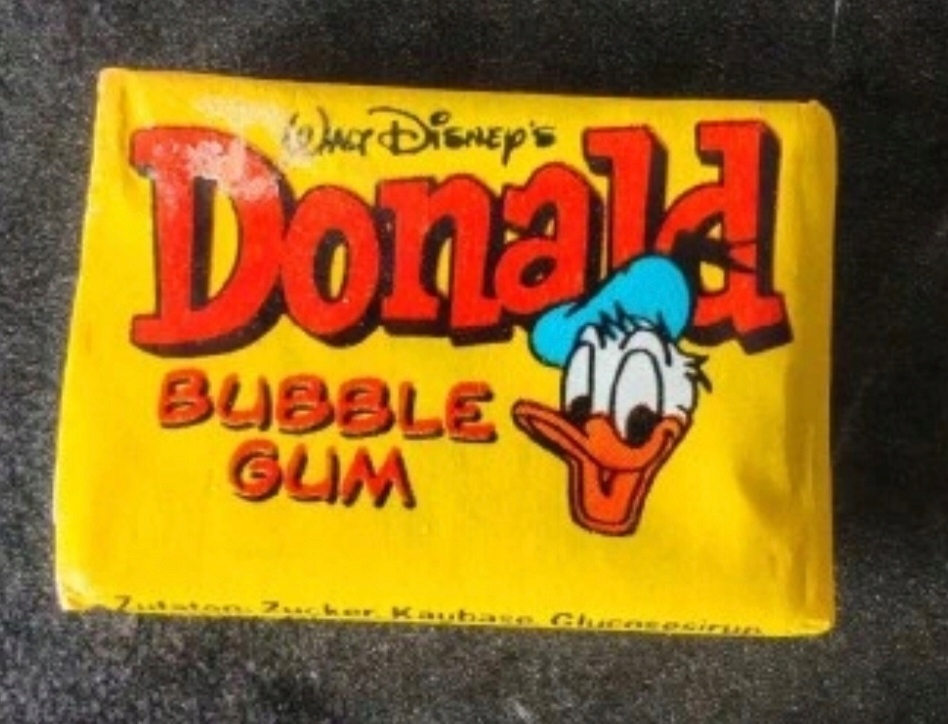 Walt Disney's
Donald
BUBBLE
GUM
Zutaten: Zucker, Kaubase, Glucosesirup